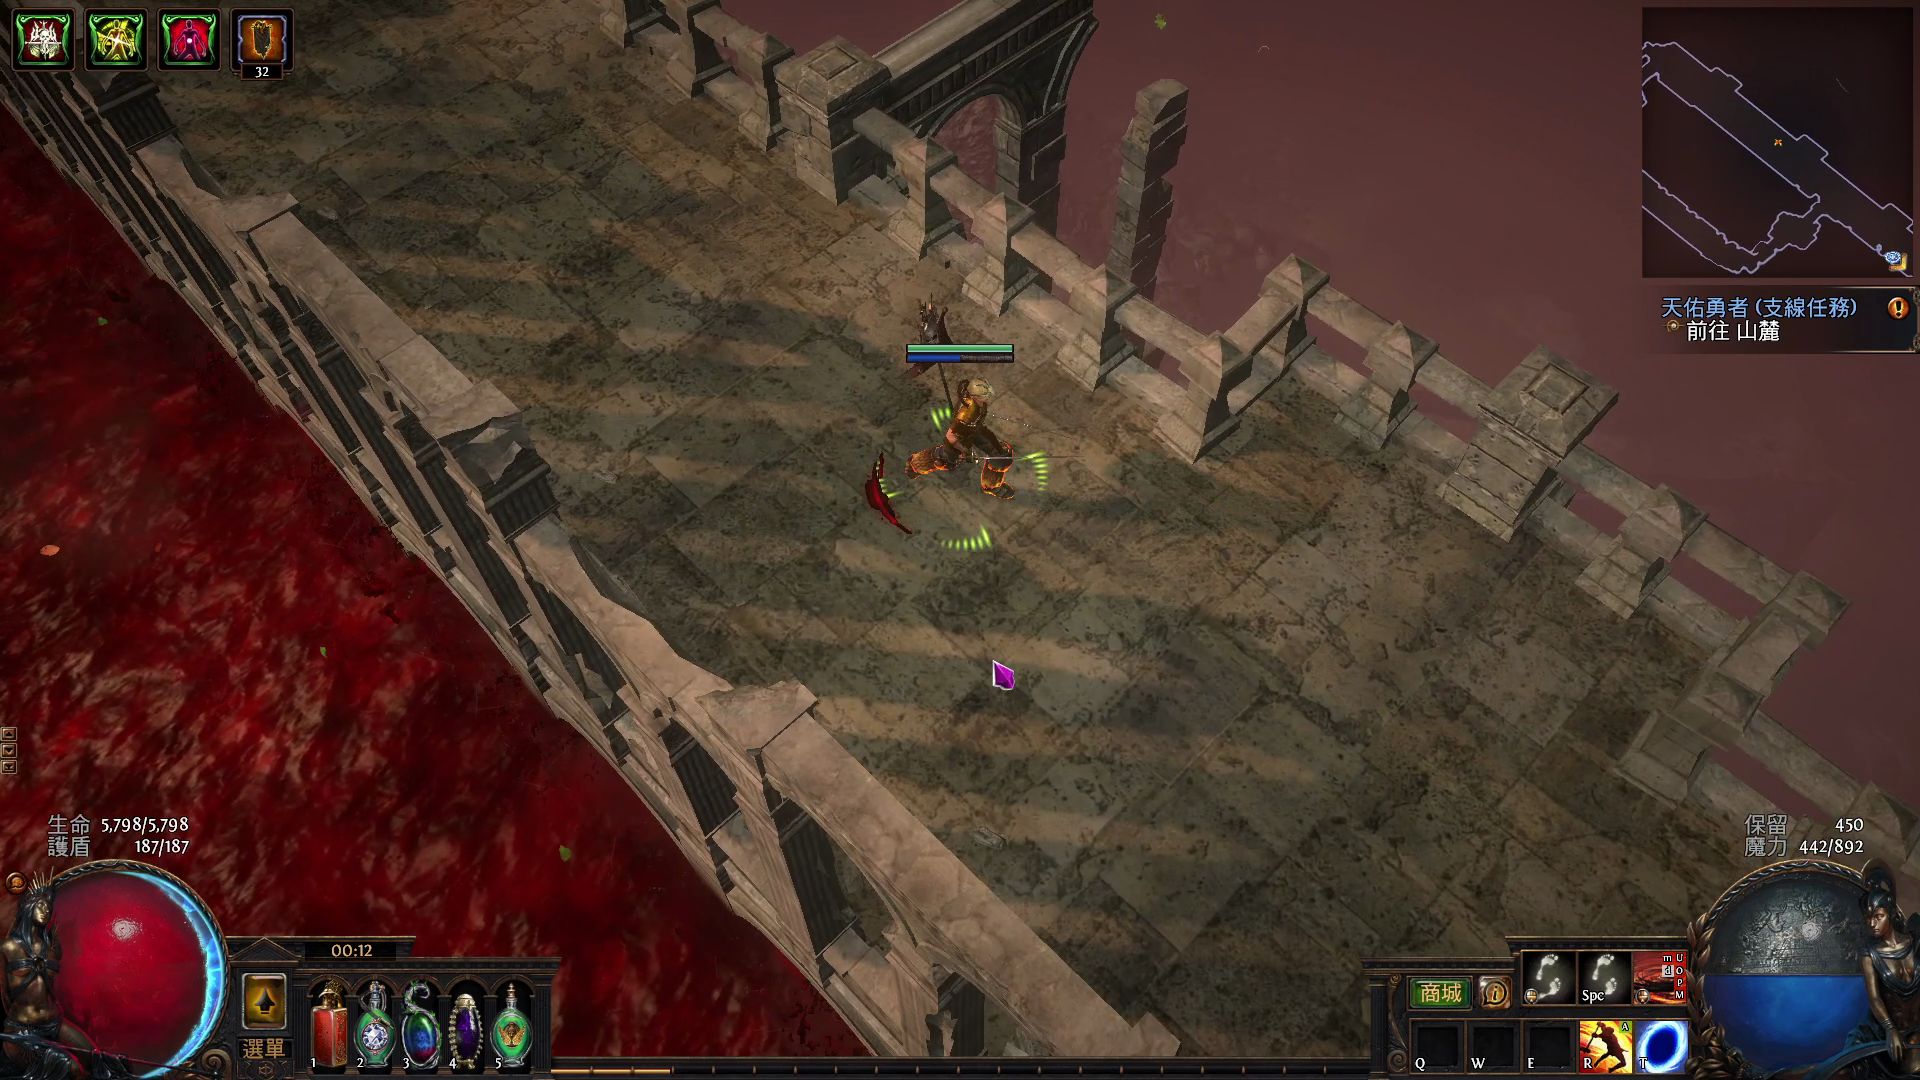 32
天佑勇者 (支線任務)
前往 山麓
生命 5,798/5,798
護盾 187/187
保留 450
魔力 442/892
00:12
選單
1
2
3
4
5
商城
Spc
m U
d O
P
M
Q
W
E
R
A
T